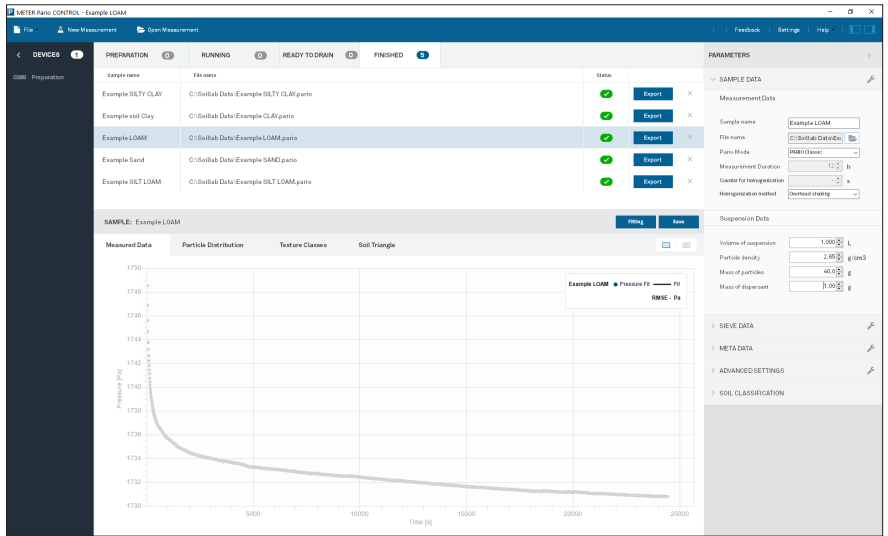 METER Pario CONTROL - Example LOAM
File New Measurement Open Measurement Feedback Settings Help
DEVICES 1
0399 Preparation
PREPARATION 0 RUNNING 0 READY TO DRAIN 0 FINISHED 5
Sample name File name Status
Example SILTY CLAY C:\Soillab Data\Example SILTY CLAY.pario Export
Example soil Clay C:\Soillab Data\Example CLAY.pario Export
Example LOAM C:\Soillab Data\Example LOAM.pario Export
Example Sand C:\Soillab Data\Example SAND.pario Export
Example SILT LOAM C:\Soillab Data\Example SILT LOAM.pario Export
SAMPLE: Example LOAM Fitting Save
Measured Data Particle Distribution Texture Classes Soil Triangle
Example LOAM Pressure Fit Fit
RMSE - Pa
Pressure [Pa]
1750
1748
1746
1744
1742
1740
1738
1736
1734
1732
1730
5000 10000 15000 20000 25000
Time [s]
PARAMETERS
SAMPLE DATA
Measurement Data
Sample name Example LOAM
File name C:\Soillab Data\Exa
Pario Mode PARIO Classic
Measurement Duration 12 h
Counter for homogenization - s
Homogenization method Overhead shaking
Suspension Data
Volume of suspension 1,000 L
Particle density 2,65 g/cm3
Mass of particles 40,0 g
Mass of dispersant 1,00 g
SIEVE DATA
META DATA
ADVANCED SETTINGS
SOIL CLASSIFICATION